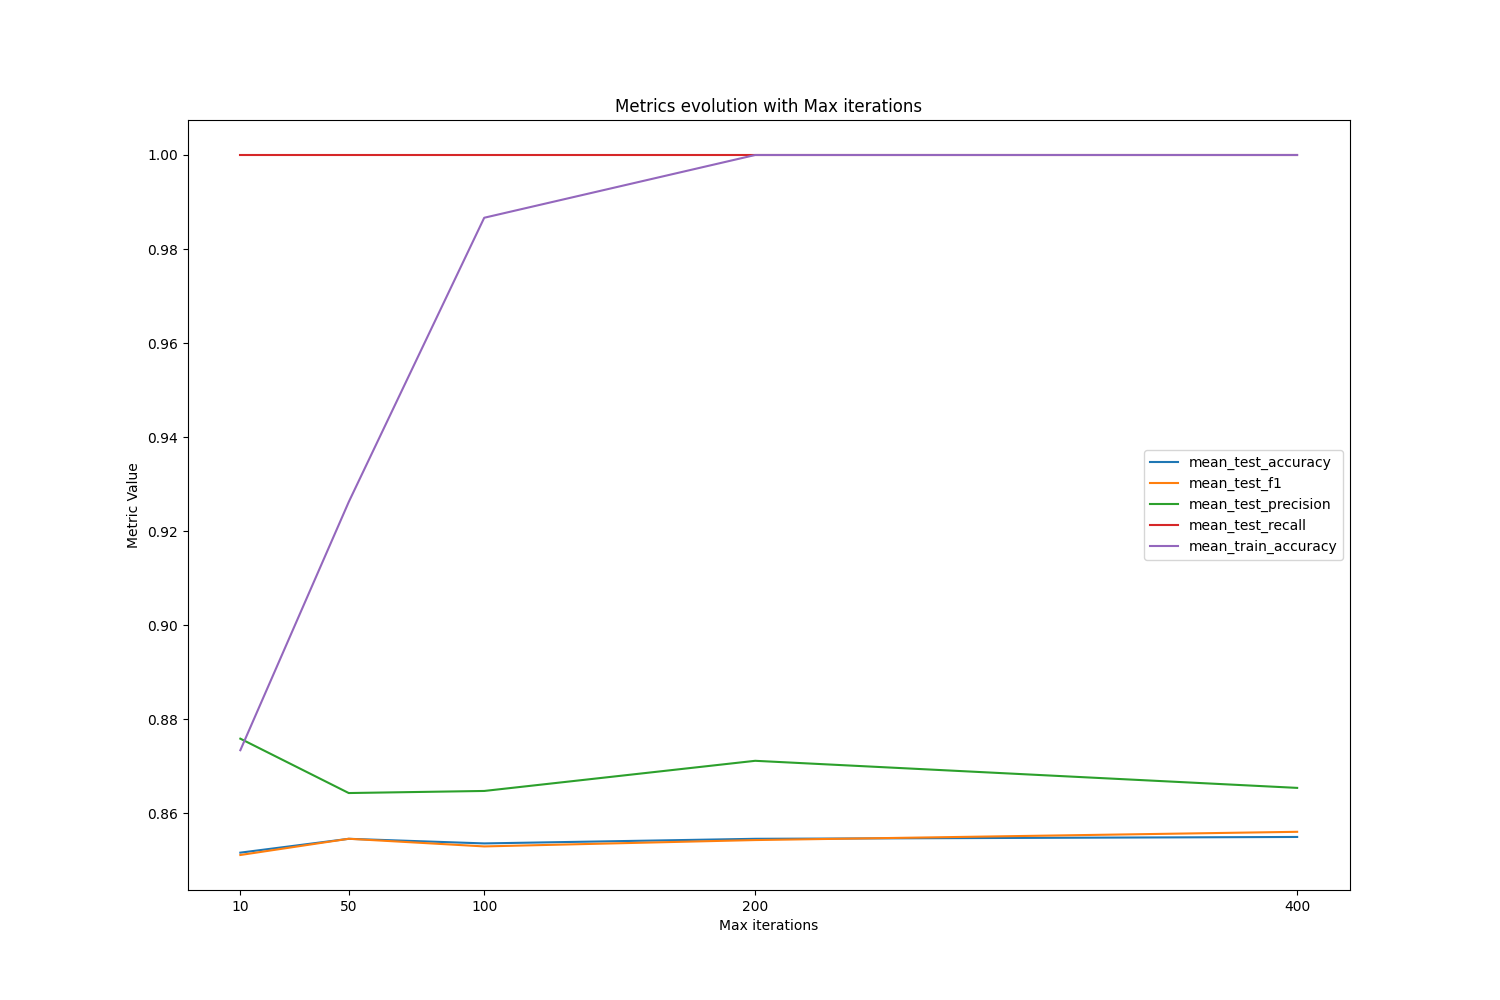 Metrics evolution with Max iterations
1.00
0.98
0.96
0.94
0.92
0.90
0.88
0.86
Metric Value
mean_test_accuracy
mean_test_f1
mean_test_precision
mean_test_recall
mean_train_accuracy
10 50 100 200 400
Max iterations